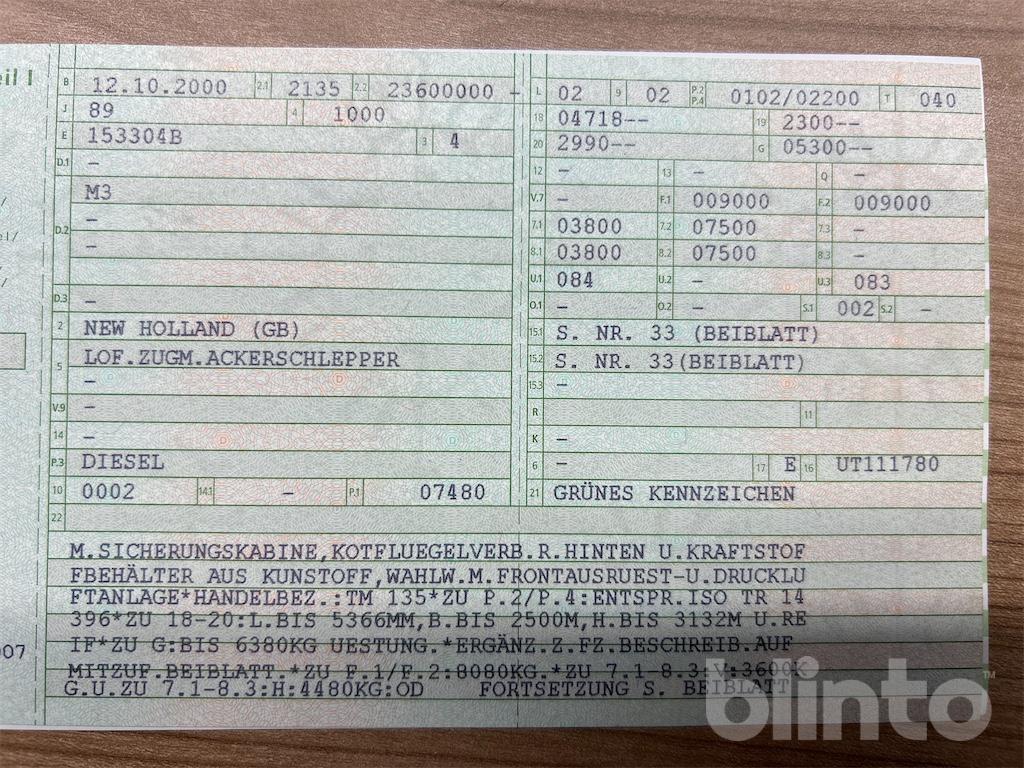 eil I
B 12.10.2000 2.1 2135 2.2 23600000 -
J 89 4 1000
E 153304B 3 4
D.1 -
M3
-
D.2
-
D.3 -
2 NEW HOLLAND (GB)
5 LOF.ZUGM.ACKERSCHLEPPER
-
V.9 -
14 -
P.3 DIESEL
10 0002 14.1 - P.1 07480
L 02 9 02 P.2 P.4 0102/02200 T 040
18 04718-- 19 2300--
20 2990-- G 05300--
12 - 13 - Q -
V.7 - F.1 009000 F.2 009000
7.1 03800 7.2 07500 7.3 -
8.1 03800 8.2 07500 8.3 -
U.1 084 U.2 - U.3 083
O.1 - O.2 - S.1 002 S.2 -
15.1 S. NR. 33 (BEIBLATT)
15.2 S. NR. 33(BEIBLATT)
15.3 -
R 11
K -
6 - 17 E 16 UT111780
21 GRÜNES KENNZEICHEN
22
M.SICHERUNGSKABINE,KOTFLUEGELVERB.R.HINTEN U.KRAFTSTOF
FBEHÄLTER AUS KUNSTOFF,WAHLW.M.FRONTAUSRUEST-U.DRUCKLU
FTANLAGE*HANDELBEZ.:TM 135*ZU P.2/P.4:ENTSPR.ISO TR 14
396*ZU 18-20:L.BIS 5366MM,B.BIS 2500M,H.BIS 3132M U.RE
IF*ZU G:BIS 6380KG UESTUNG.*ERGÄNZ.Z.FZ.BESCHREIB.AUF
MITZUF.BEIBLATT.*ZU F.1/F.2:8080KG.*ZU 7.1-8.3:V:3600K
G.U.ZU 7.1-8.3:H:4480KG:OD FORTSETZUNG S. BEIBLATT
007
blinto™